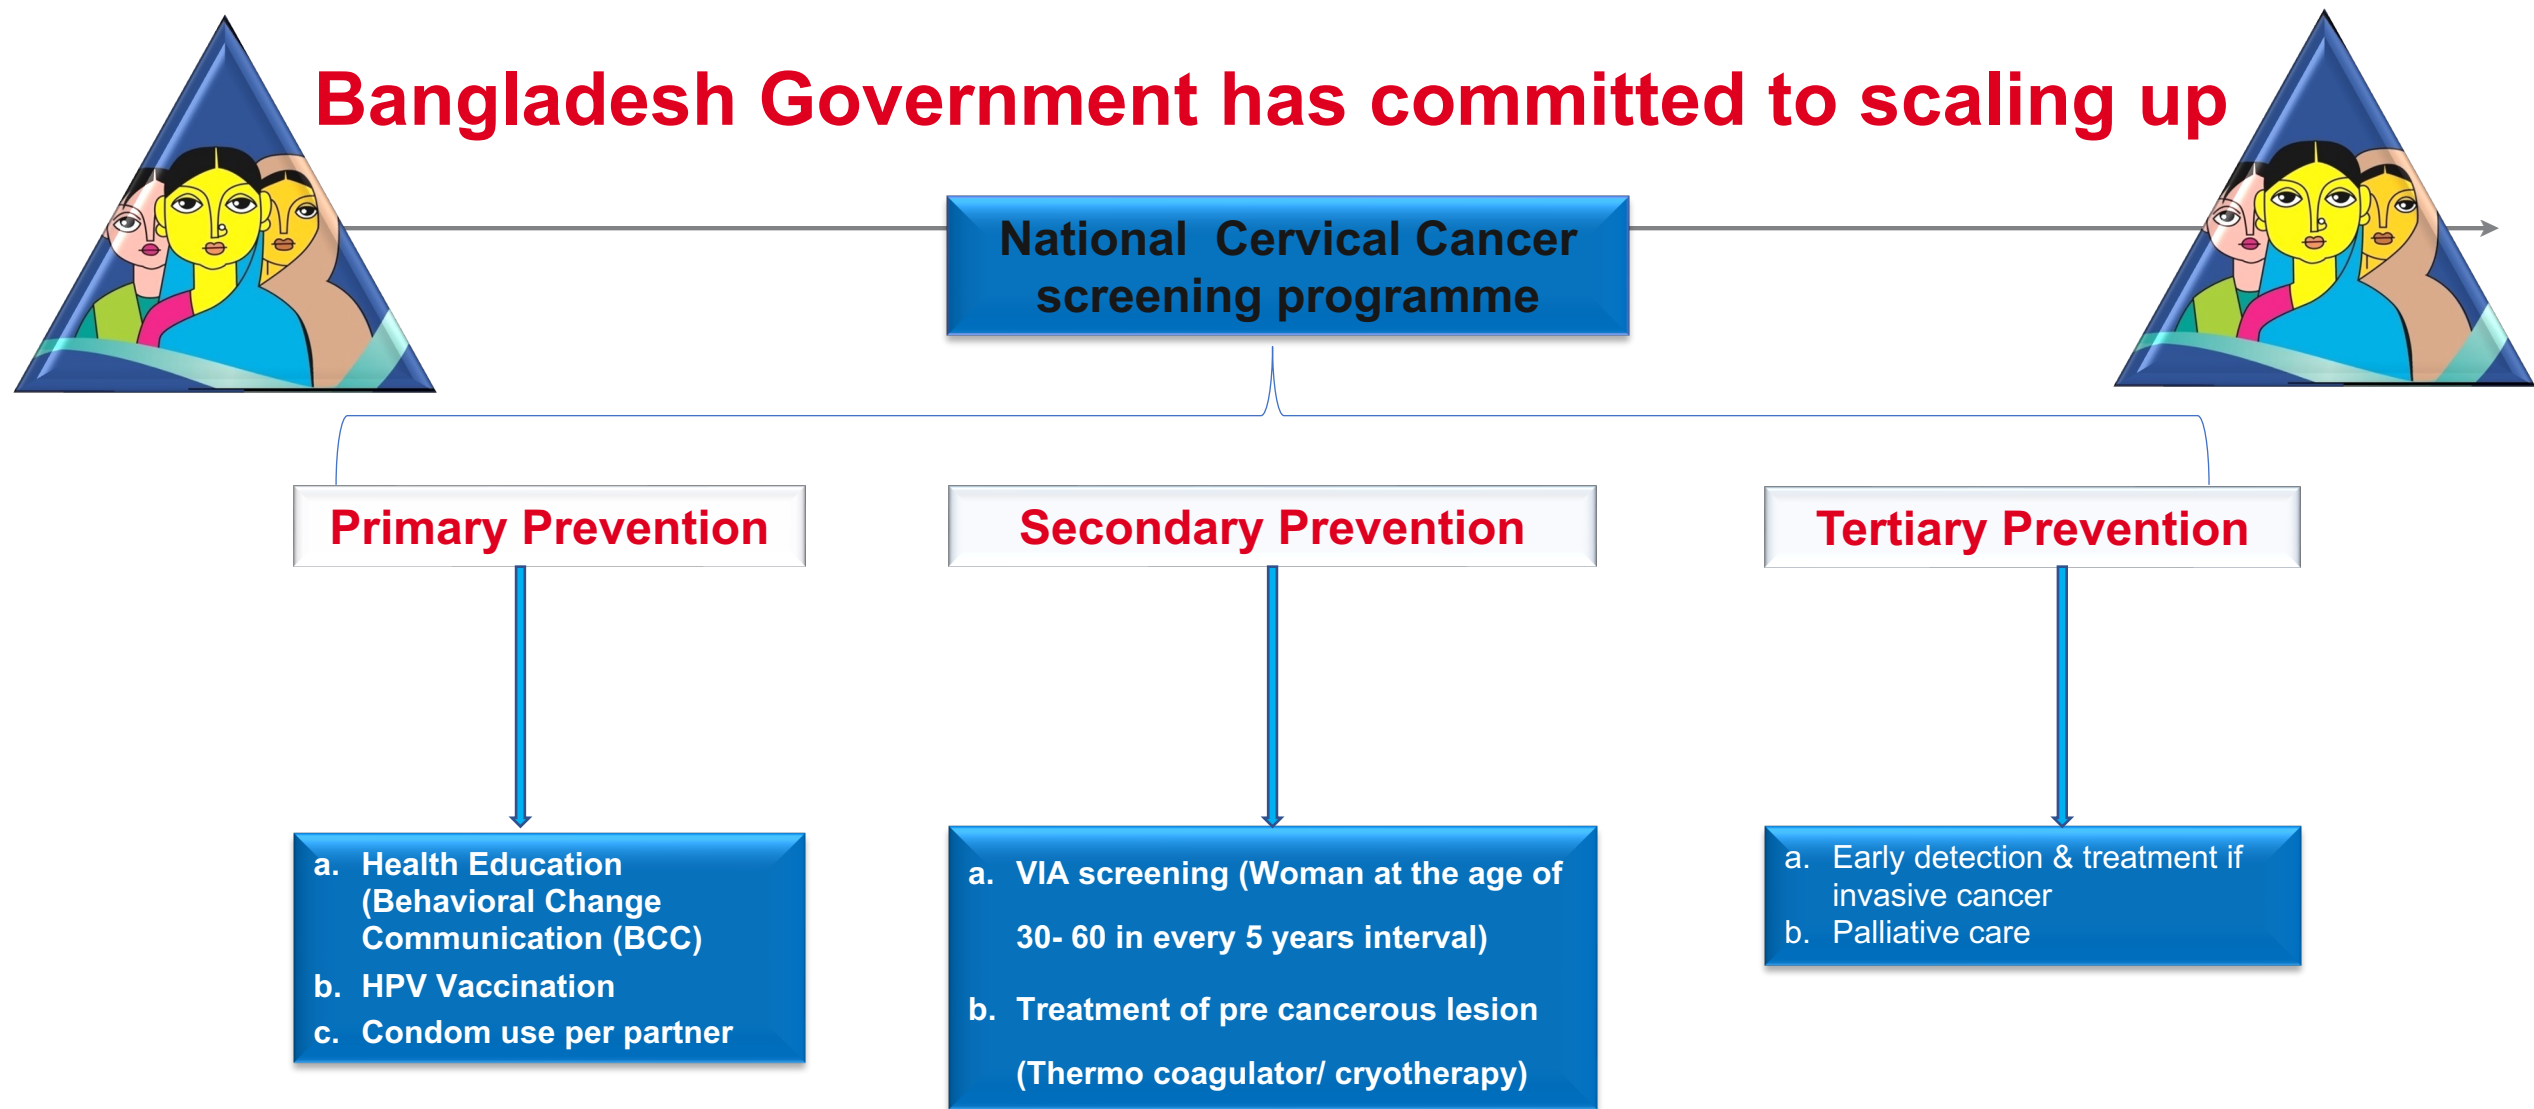 Bangladesh Government has committed to scaling up
National Cervical Cancer
screening programme
Primary Prevention
Secondary Prevention
Tertiary Prevention
a. Health Education
(Behavioral Change
Communication (BCC)
b. HPV Vaccination
c. Condom use per partner
a. VIA screening (Woman at the age of
30- 60 in every 5 years interval)
b. Treatment of pre cancerous lesion
(Thermo coagulator/ cryotherapy)
a. Early detection & treatment if
invasive cancer
b. Palliative care